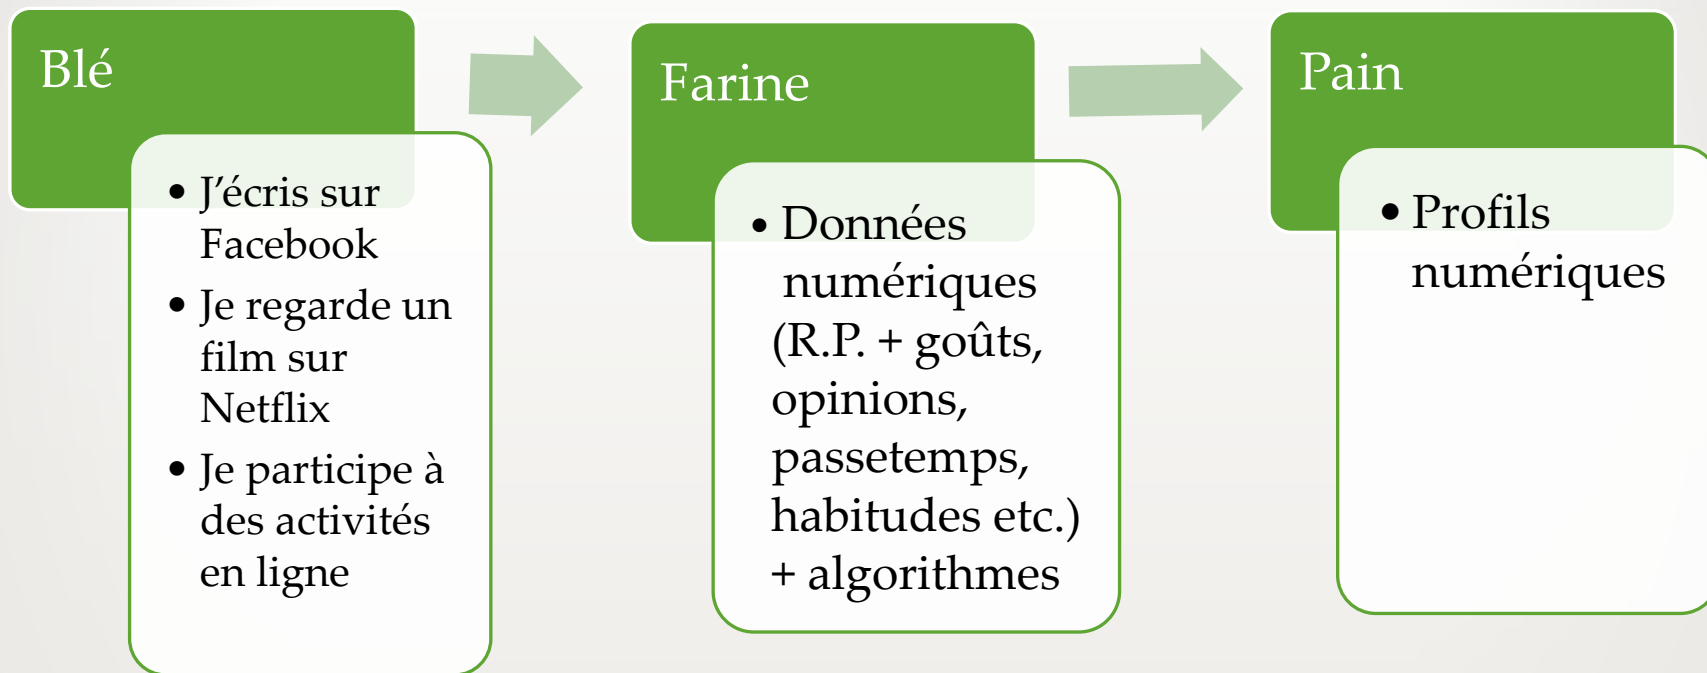 Blé
• J’écris sur
Facebook
• Je regarde un
film sur
Netflix
• Je participe à
des activités
en ligne
Farine
• Données
numériques
(R.P. + goûts,
opinions,
passetemps,
habitudes etc.)
+ algorithmes
Pain
• Profils
numériques